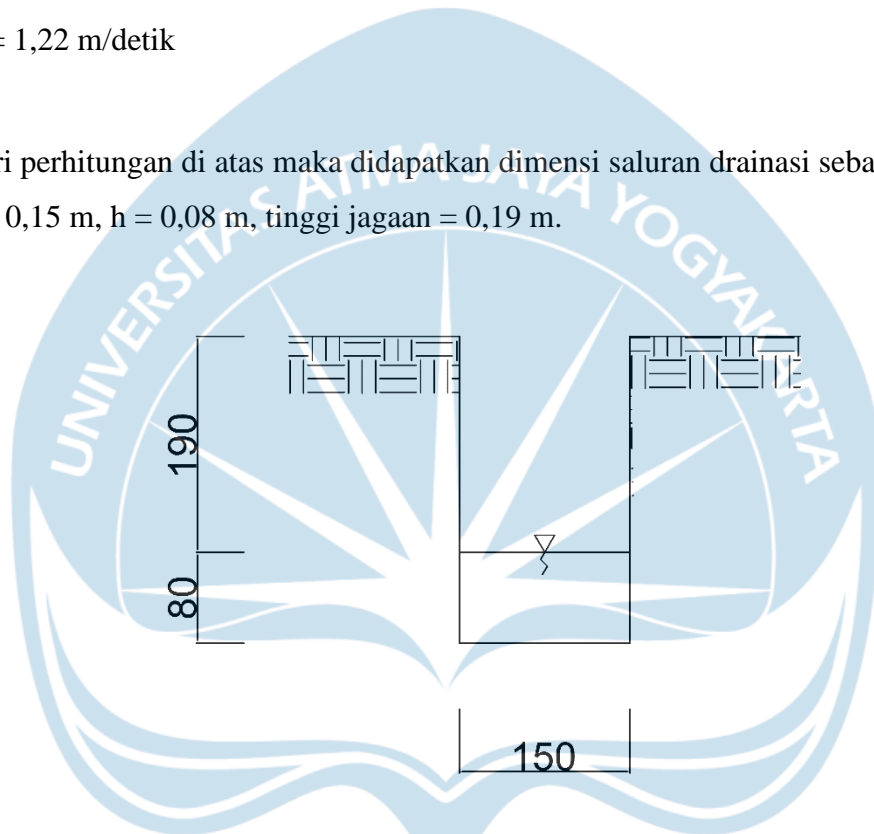 = 1,22 m/detik
ri perhitungan di atas maka didapatkan dimensi saluran drainasi seba
0,15 m, h = 0,08 m, tinggi jagaan = 0,19 m.
UNIVERSITAS ATMA JAYA YOGYAKARTA
190
80
150